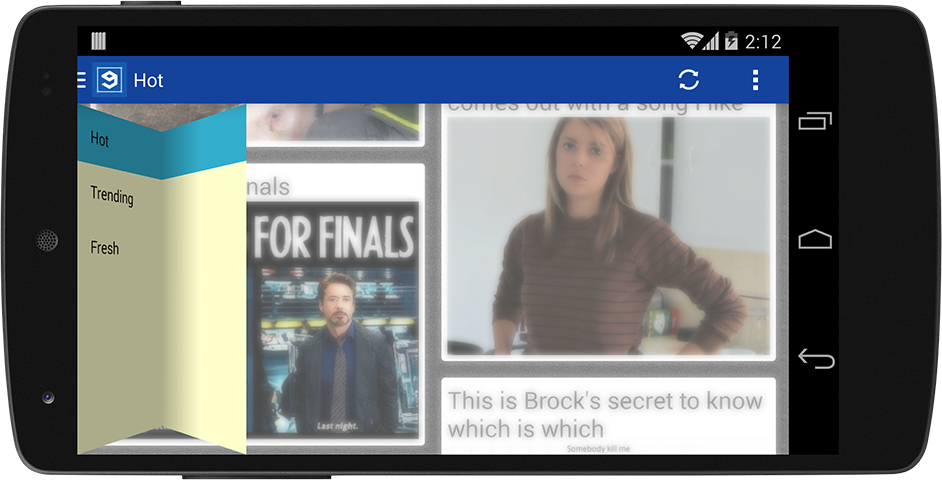 2:12
Hot
Hot
Trending
Fresh
nals
FOR FINALS
Last night.
comes out with a song I like
This is Brock's secret to know
which is which
Somebody kill me